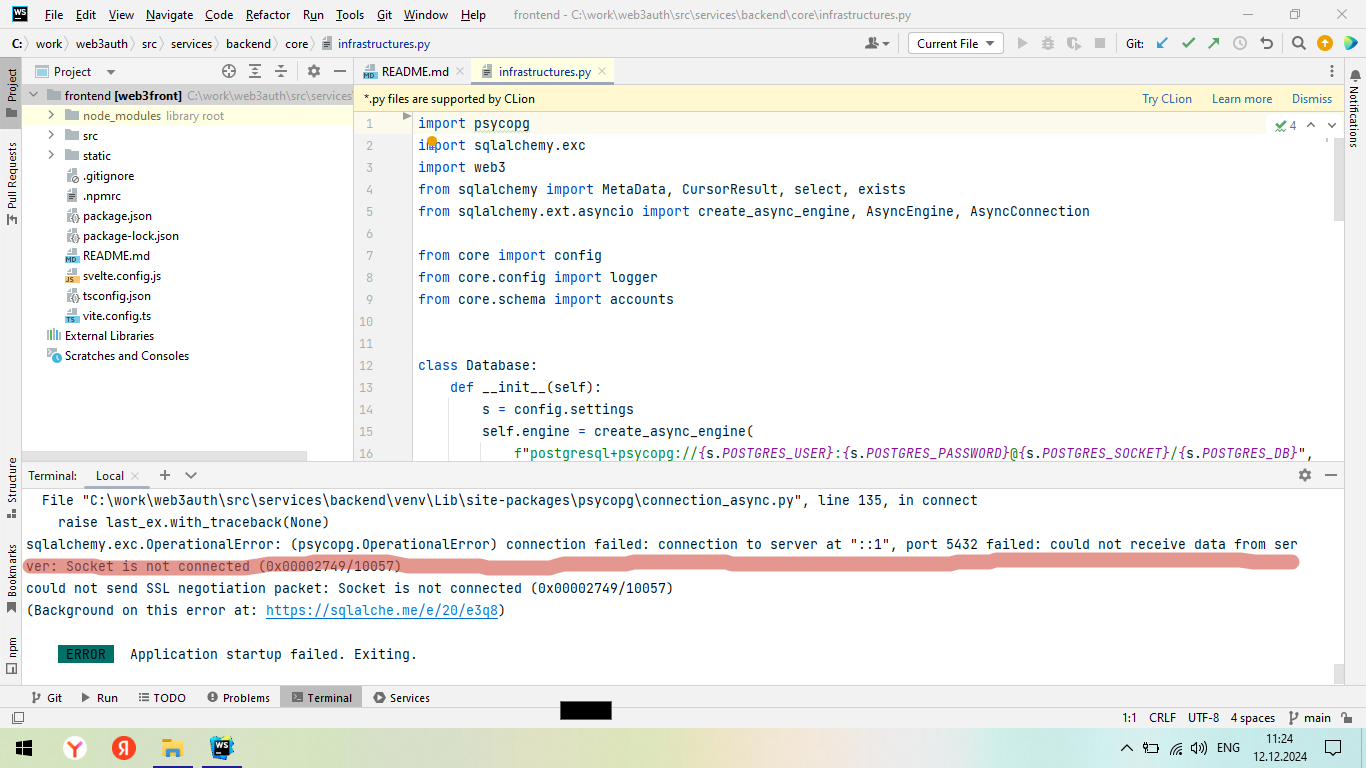 WS File Edit View Navigate Code Refactor Run Tools Git Window Help frontend - C:\work\web3auth\src\services\backend\core\infrastructures.py
C: work web3auth src services backend core infrastructures.py Current File Git:
Project
Project
README.md
infrastructures.py
Notifications
Pull Requests
frontend [web3front] C:\work\web3auth\src\services\
node_modules library root
src
static
.gitignore
.npmrc
package.json
package-lock.json
README.md
svelte.config.js
tsconfig.json
vite.config.ts
External Libraries
Scratches and Consoles
*.py files are supported by CLion Try CLion Learn more Dismiss
4
1 import psycopg
2 import sqlalchemy.exc
3 import web3
4 from sqlalchemy import MetaData, CursorResult, select, exists
5 from sqlalchemy.ext.asyncio import create_async_engine, AsyncEngine, AsyncConnection
6
7 from core import config
8 from core.config import logger
9 from core.schema import accounts
10
11
12 class Database:
13 def __init__(self):
14 s = config.settings
15 self.engine = create_async_engine(
16 f"postgresql+psycopg://{s.POSTGRES_USER}:{s.POSTGRES_PASSWORD}@{s.POSTGRES_SOCKET}/{s.POSTGRES_DB}",
Structure
Bookmarks
npm
Terminal: Local
File "C:\work\web3auth\src\services\backend\venv\Lib\site-packages\psycopg\connection_async.py", line 135, in connect
raise last_ex.with_traceback(None)
sqlalchemy.exc.OperationalError: (psycopg.OperationalError) connection failed: connection to server at "::1", port 5432 failed: could not receive data from ser
ver: Socket is not connected (0x00002749/10057)
could not send SSL negotiation packet: Socket is not connected (0x00002749/10057)
(Background on this error at: https://sqlalche.me/e/20/e3q8)
ERROR Application startup failed. Exiting.
Git Run TODO Problems Terminal Services
1:1 CRLF UTF-8 4 spaces main
Y Я WS ENG 11:24
12.12.2024